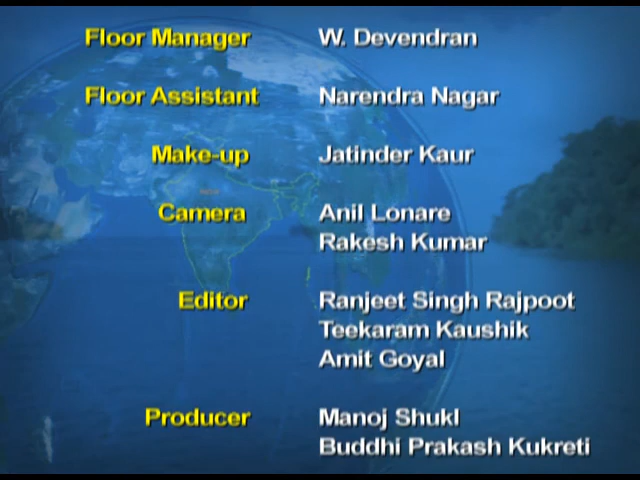 Floor Manager W. Devendran
Floor Assistant Narendra Nagar
Make-up Jatinder Kaur
Camera Anil Lonare
Rakesh Kumar
Editor Ranjeet Singh Rajpoot
Teekaram Kaushik
Amit Goyal
Producer Manoj Shukl
Buddhi Prakash Kukreti